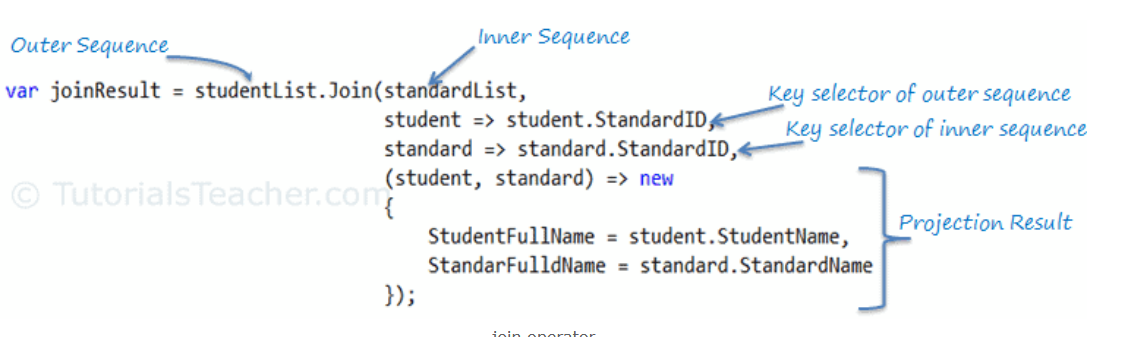 Outer Sequence
Inner Sequence
var joinResult = studentList.Join(standardList,
Key selector of outer sequence
student => student.StandardID,
Key selector of inner sequence
standard => standard.StandardID,
(student, standard) => new
© TutorialsTeacher.com
{
Projection Result
StudentFullName = student.StudentName,
StandarFulldName = standard.StandardName
});
join operator